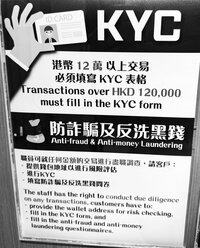 ID CARD
KYC
港幣 12 萬以上交易
必須填寫 KYC 表格
Transactions over HKD 120,000
must fill in the KYC form
防詐騙及反洗黑錢
Anti-fraud & Anti-money Laundering
職員可就任何金額的交易進行盡職調查，請客戶：
· 提供錢包地址以進行風險評估
· 進行KYC
· 填寫防詐騙及反洗黑錢問卷
The staff has the right to conduct due diligence
on any transactions, customers have to:
· provide the wallet address for risk checking,
· fill in the KYC form, and
· fill in the anti-fraud and anti-money
laundering questionnaires.